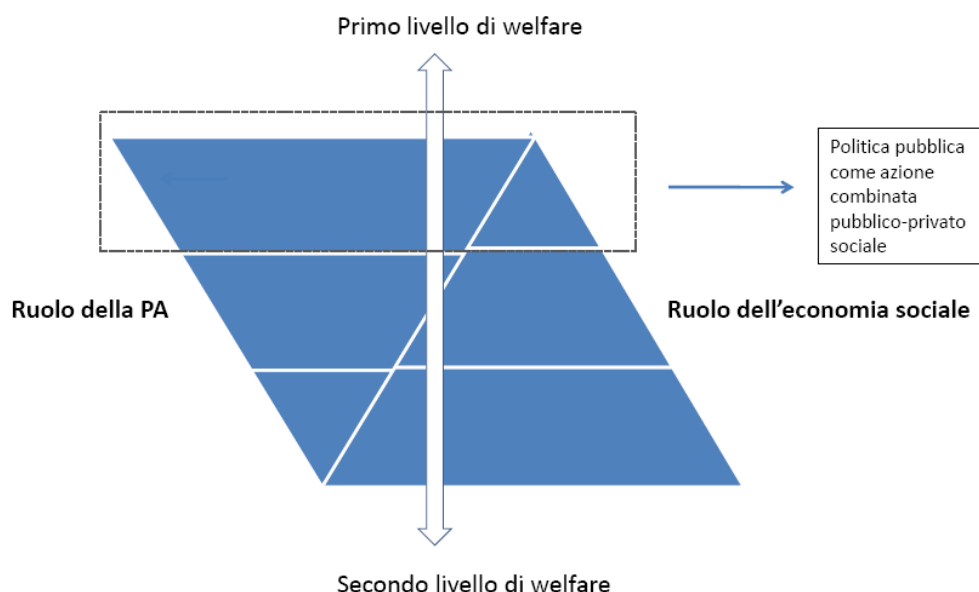 Primo livello di welfare
Politica pubblica
come azione
combinata
pubblico-privato
sociale
Ruolo della PA
Ruolo dell’economia sociale
Secondo livello di welfare